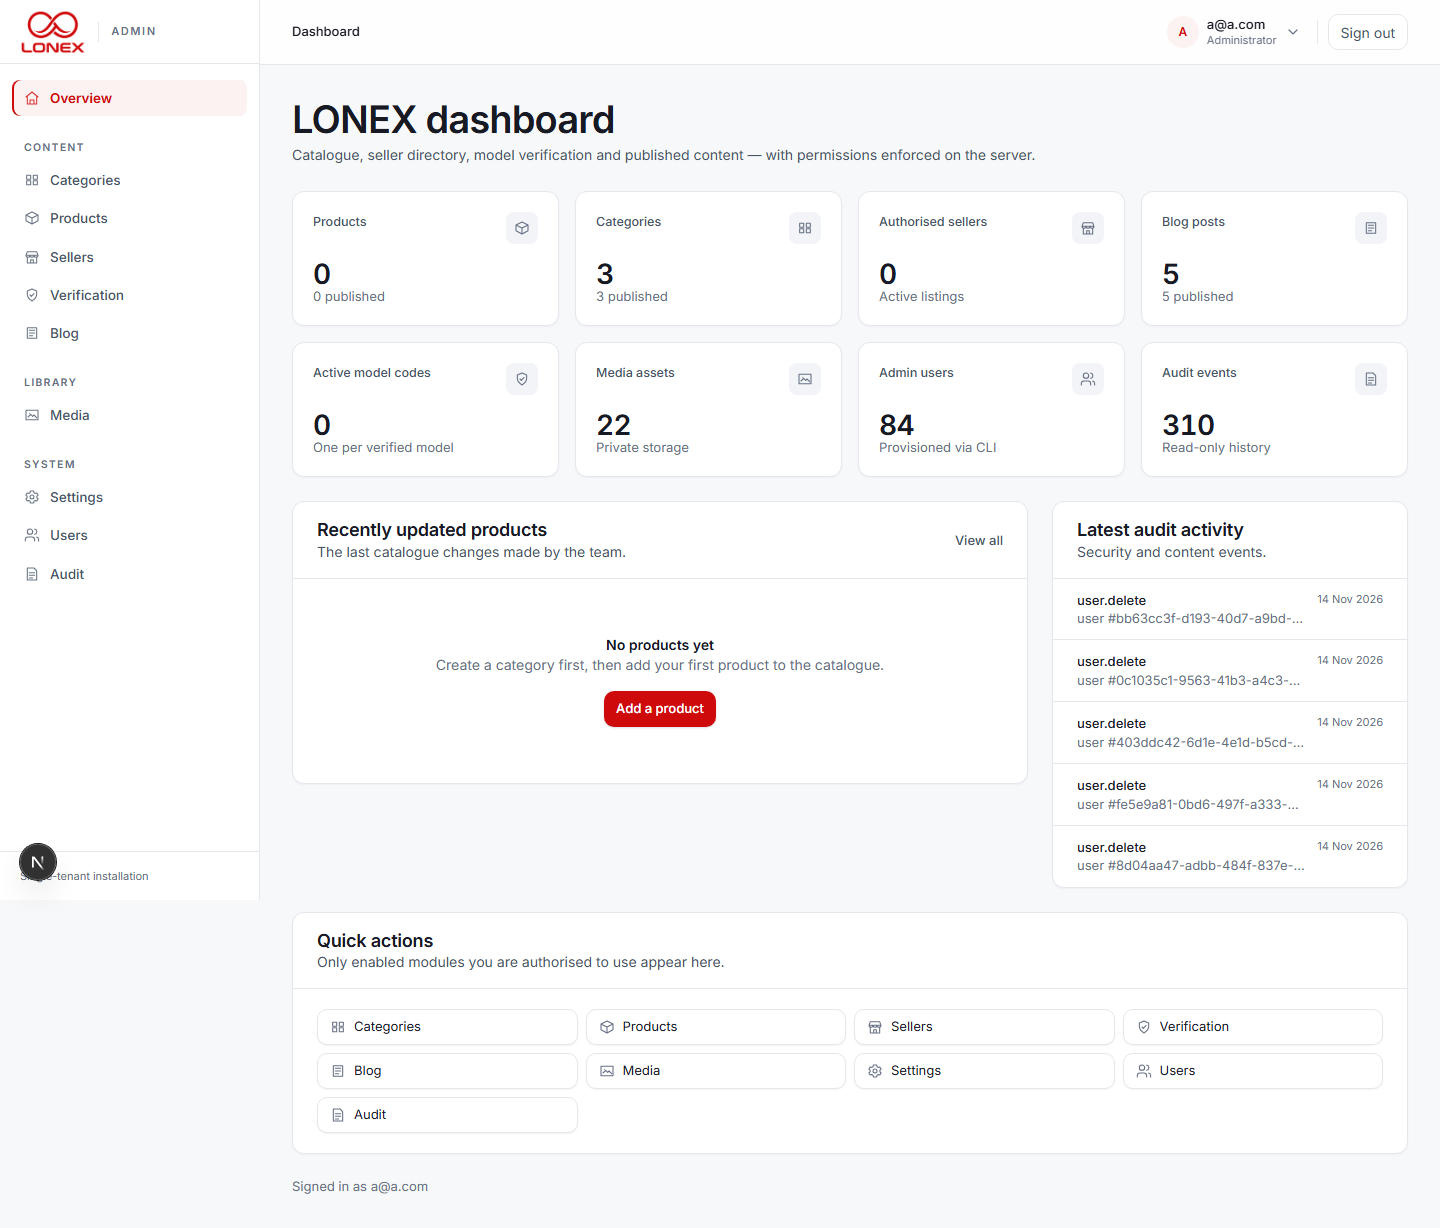 LONEX
ADMIN
Dashboard
A
a@a.com
Administrator
Sign out
Overview
CONTENT
Categories
Products
Sellers
Verification
Blog
LIBRARY
Media
SYSTEM
Settings
Users
Audit
N
-tenant installation
LONEX dashboard
Catalogue, seller directory, model verification and published content — with permissions enforced on the server.
Products
0
0 published
Categories
3
3 published
Authorised sellers
0
Active listings
Blog posts
5
5 published
Active model codes
0
One per verified model
Media assets
22
Private storage
Admin users
84
Provisioned via CLI
Audit events
310
Read-only history
Recently updated products
The last catalogue changes made by the team.
View all
No products yet
Create a category first, then add your first product to the catalogue.
Add a product
Latest audit activity
Security and content events.
user.delete
14 Nov 2026
user #bb63cc3f-d193-40d7-a9bd-...
user.delete
14 Nov 2026
user #0c1035c1-9563-41b3-a4c3-...
user.delete
14 Nov 2026
user #403ddc42-6d1e-4e1d-b5cd-...
user.delete
14 Nov 2026
user #fe5e9a81-0bd6-497f-a333-...
user.delete
14 Nov 2026
user #8d04aa47-adbb-484f-837e-...
Quick actions
Only enabled modules you are authorised to use appear here.
Categories
Products
Sellers
Verification
Blog
Media
Settings
Users
Audit
Signed in as a@a.com